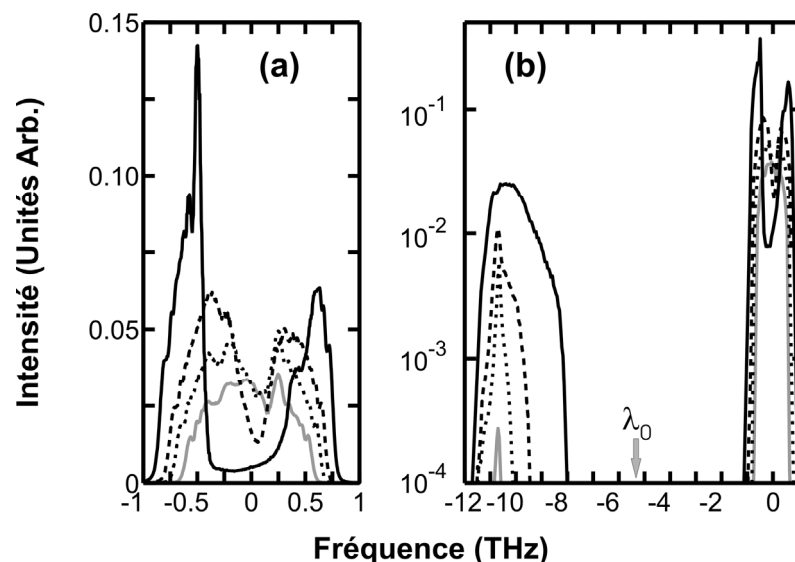 (a)
(b)
Intensité (Unités Arb.)
0.15
0.10
0.05
0
10⁻¹
10⁻²
10⁻³
10⁻⁴
λ₀
-1 -0.5 0 0.5 1
-12 -10 -8 -6 -4 -2 0
Fréquence (THz)